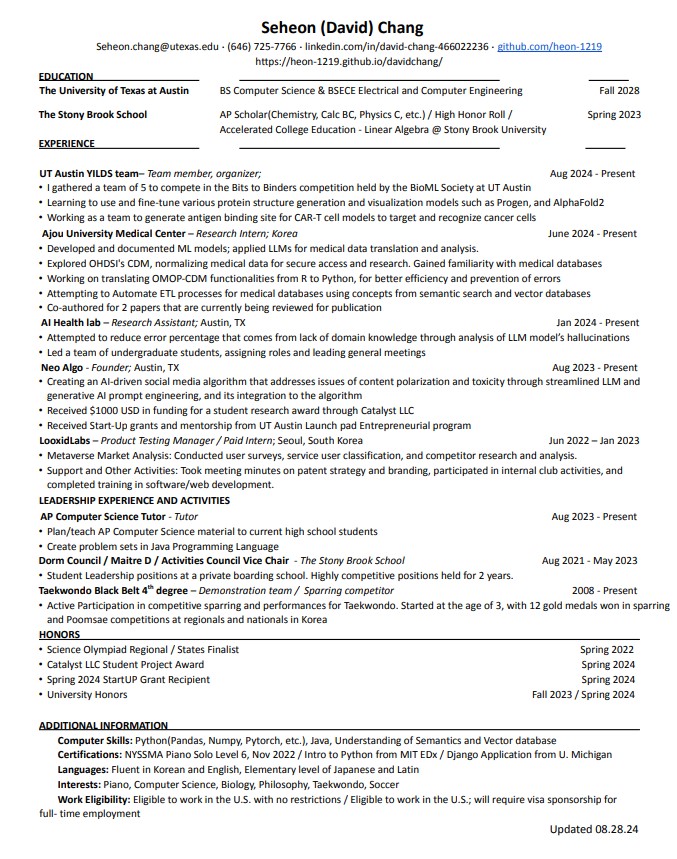 Seheon (David) Chang
Seheon.chang@utexas.edu · (646) 725-7766 · linkedin.com/in/david-chang-466022236 · github.com/heon-1219
https://heon-1219.github.io/davidchang/
EDUCATION
The University of Texas at Austin BS Computer Science & BSECE Electrical and Computer Engineering Fall 2028
The Stony Brook School AP Scholar(Chemistry, Calc BC, Physics C, etc.) / High Honor Roll / Spring 2023
Accelerated College Education - Linear Algebra @ Stony Brook University
EXPERIENCE
UT Austin YILDS team– Team member, organizer; Aug 2024 - Present
• I gathered a team of 5 to compete in the Bits to Binders competition held by the BioML Society at UT Austin
• Learning to use and fine-tune various protein structure generation and visualization models such as Progen, and AlphaFold2
• Working as a team to generate antigen binding site for CAR-T cell models to target and recognize cancer cells
Ajou University Medical Center – Research Intern; Korea June 2024 - Present
• Developed and documented ML models; applied LLMs for medical data translation and analysis.
• Explored OHDSI's CDM, normalizing medical data for secure access and research. Gained familiarity with medical databases
• Working on translating OMOP-CDM functionalities from R to Python, for better efficiency and prevention of errors
• Attempting to Automate ETL processes for medical databases using concepts from semantic search and vector databases
• Co-authored for 2 papers that are currently being reviewed for publication
AI Health lab – Research Assistant; Austin, TX Jan 2024 - Present
• Attempted to reduce error percentage that comes from lack of domain knowledge through analysis of LLM model's hallucinations
• Led a team of undergraduate students, assigning roles and leading general meetings
Neo Algo - Founder; Austin, TX Aug 2023 - Present
• Creating an AI-driven social media algorithm that addresses issues of content polarization and toxicity through streamlined LLM and
generative AI prompt engineering, and its integration to the algorithm
• Received $1000 USD in funding for a student research award through Catalyst LLC
• Received Start-Up grants and mentorship from UT Austin Launch pad Entrepreneurial program
LooxidLabs – Product Testing Manager / Paid Intern; Seoul, South Korea Jun 2022 – Jan 2023
• Metaverse Market Analysis: Conducted user surveys, service user classification, and competitor research and analysis.
• Support and Other Activities: Took meeting minutes on patent strategy and branding, participated in internal club activities, and
completed training in software/web development.
LEADERSHIP EXPERIENCE AND ACTIVITIES
AP Computer Science Tutor - Tutor Aug 2023 - Present
• Plan/teach AP Computer Science material to current high school students
• Create problem sets in Java Programming Language
Dorm Council / Maitre D / Activities Council Vice Chair - The Stony Brook School Aug 2021 - May 2023
• Student Leadership positions at a private boarding school. Highly competitive positions held for 2 years.
Taekwondo Black Belt 4th degree – Demonstration team / Sparring competitor 2008 - Present
• Active Participation in competitive sparring and performances for Taekwondo. Started at the age of 3, with 12 gold medals won in sparring
and Poomsae competitions at regionals and nationals in Korea
HONORS
• Science Olympiad Regional / States Finalist Spring 2022
• Catalyst LLC Student Project Award Spring 2024
• Spring 2024 StartUP Grant Recipient Spring 2024
• University Honors Fall 2023 / Spring 2024
ADDITIONAL INFORMATION
Computer Skills: Python(Pandas, Numpy, Pytorch, etc.), Java, Understanding of Semantics and Vector database
Certifications: NYSSMA Piano Solo Level 6, Nov 2022 / Intro to Python from MIT EDx / Django Application from U. Michigan
Languages: Fluent in Korean and English, Elementary level of Japanese and Latin
Interests: Piano, Computer Science, Biology, Philosophy, Taekwondo, Soccer
Work Eligibility: Eligible to work in the U.S. with no restrictions / Eligible to work in the U.S.; will require visa sponsorship for
full- time employment
Updated 08.28.24